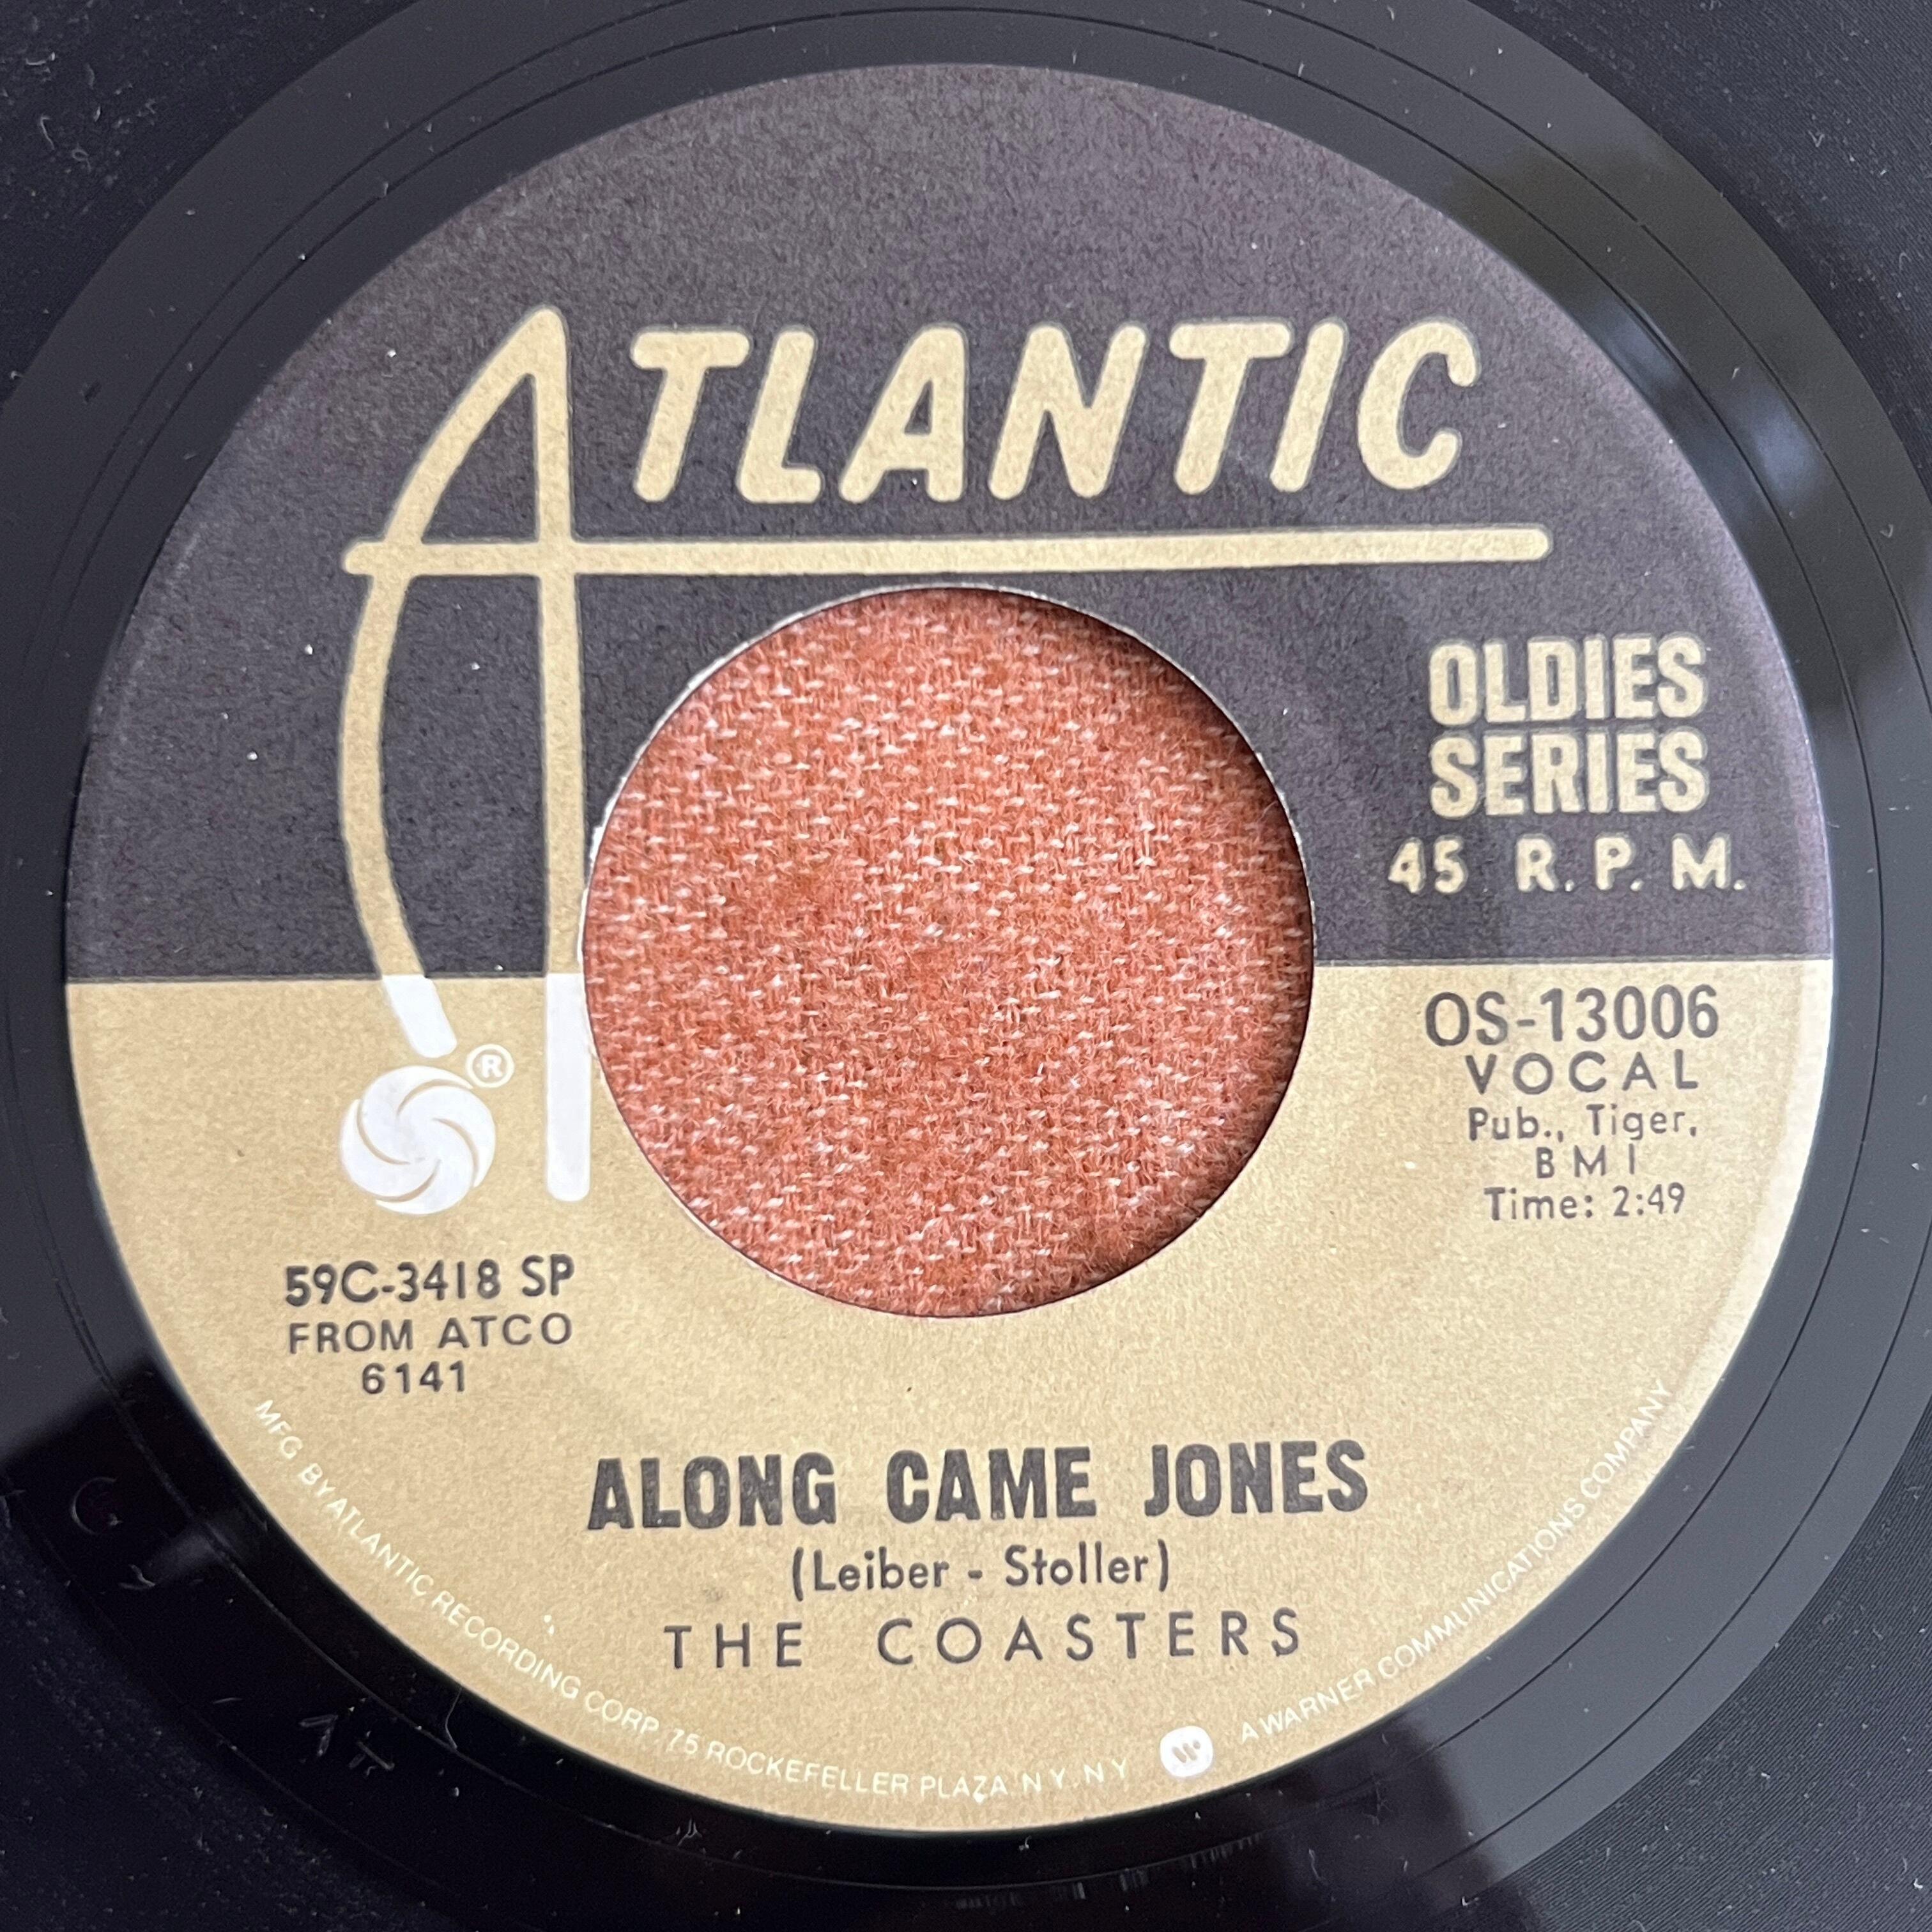 ATLANTIC
OLDIES
SERIES
45 R.P.M.
OS-13006
VOCAL
Pub., Tiger,
BMI
Time: 2:49
®
59C-3418 SP
FROM ATCO
6141
ALONG CAME JONES
(Leiber - Stoller)
THE COASTERS
MFG BY ATLANTIC RECORDING CORP. 75 ROCKEFELLER PLAZA N.Y. N.Y. A WARNER COMMUNICATIONS COMPANY